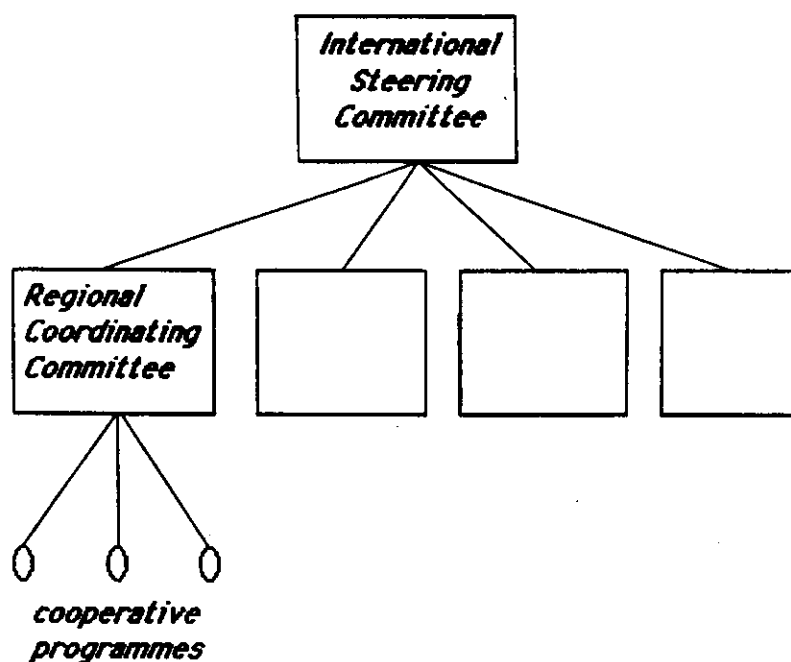 International
Steering
Committee
Regional
Coordinating
Committee
cooperative
programmes